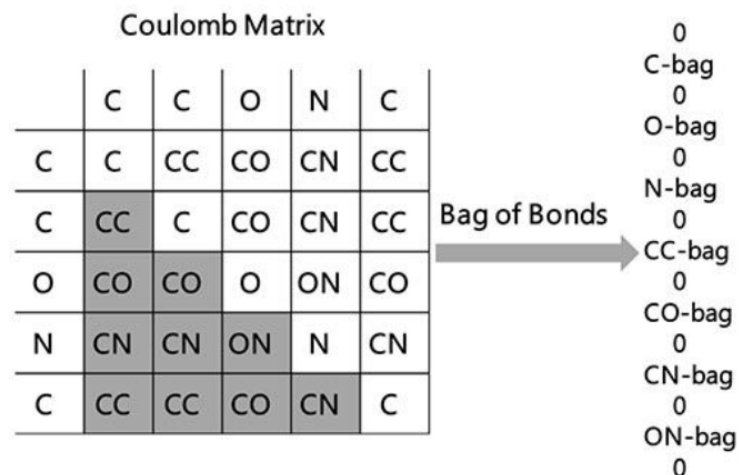 Coulomb Matrix
C C O N C
C C CC CO CN CC
C CC C CO CN CC
O CO CO O ON CO
N CN CN ON N CN
C CC CC CO CN C
Bag of Bonds
0
C-bag
0
O-bag
0
N-bag
0
CC-bag
0
CO-bag
0
CN-bag
0
ON-bag
0